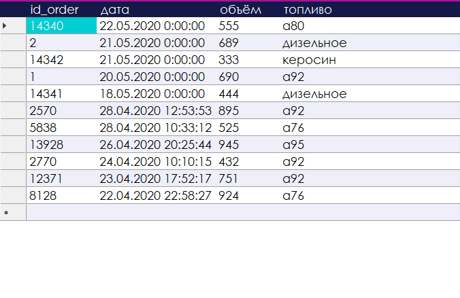 id_order дата объём топливо
14340 22.05.2020 0:00:00 555 а80
2 21.05.2020 0:00:00 689 дизельное
14342 21.05.2020 0:00:00 333 керосин
1 20.05.2020 0:00:00 690 а92
14341 18.05.2020 0:00:00 444 дизельное
2570 28.04.2020 12:53:53 895 а92
5838 28.04.2020 10:33:12 525 а76
13928 26.04.2020 20:25:44 945 а95
2770 24.04.2020 10:10:15 432 а92
12371 23.04.2020 17:52:17 751 а92
8128 22.04.2020 22:58:27 924 а76